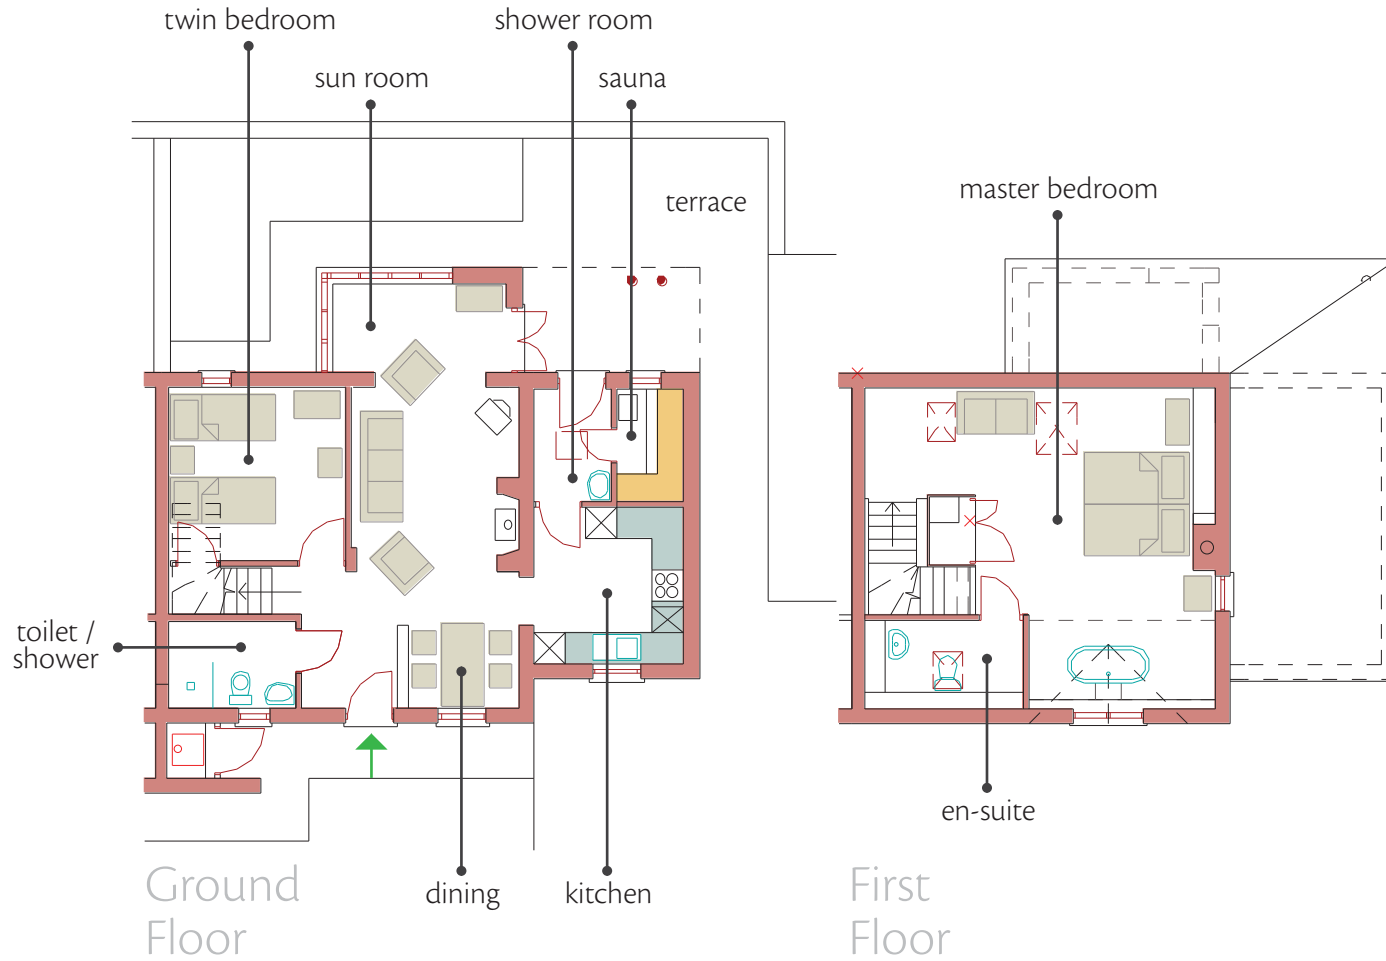 twin bedroom
shower room
sun room
sauna
master bedroom
terrace
toilet /
shower
en-suite
dining
kitchen
Ground
Floor
First
Floor